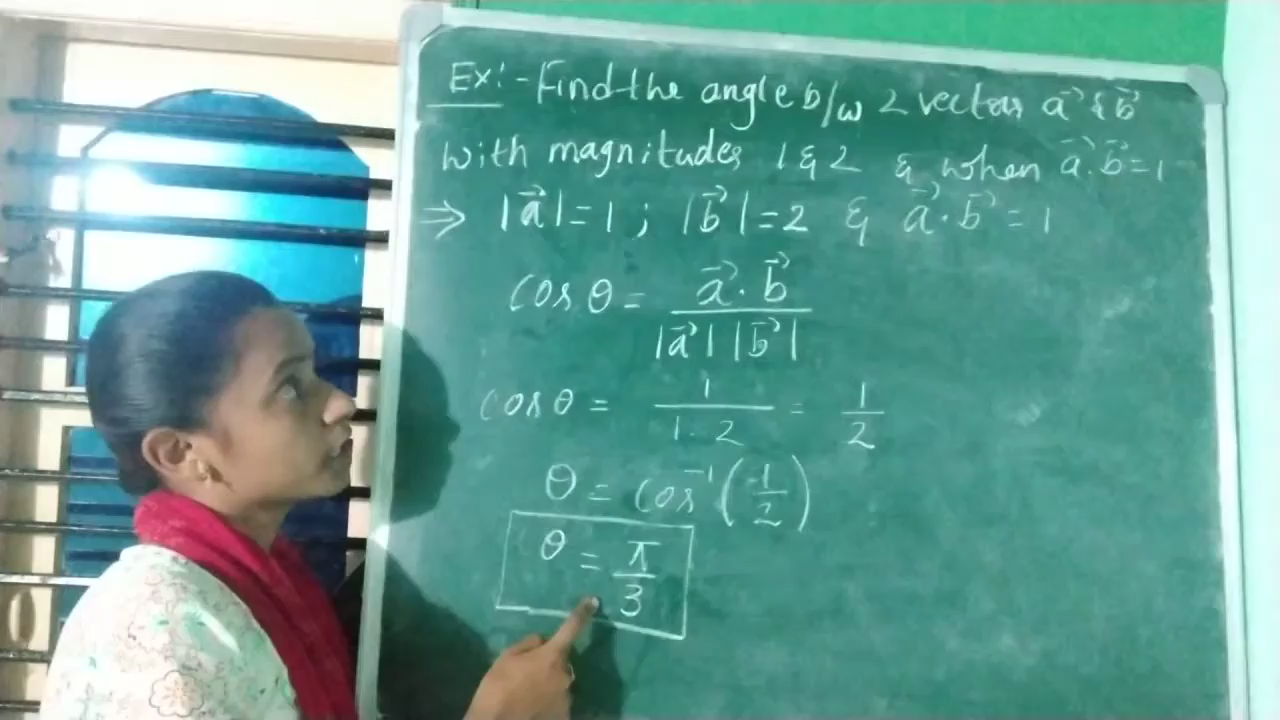 Ex:- Find the angle b/w 2 vectors a⃗ & b⃗
with magnitudes 1 & 2 & when a⃗.b⃗=1
⇒ |a⃗|=1 ; |b⃗|=2 & a⃗.b⃗=1
cos θ = a⃗.b⃗ / |a⃗||b⃗|
cos θ = 1 / 1.2 = 1/2
θ = cos⁻¹(1/2)
θ = π/3